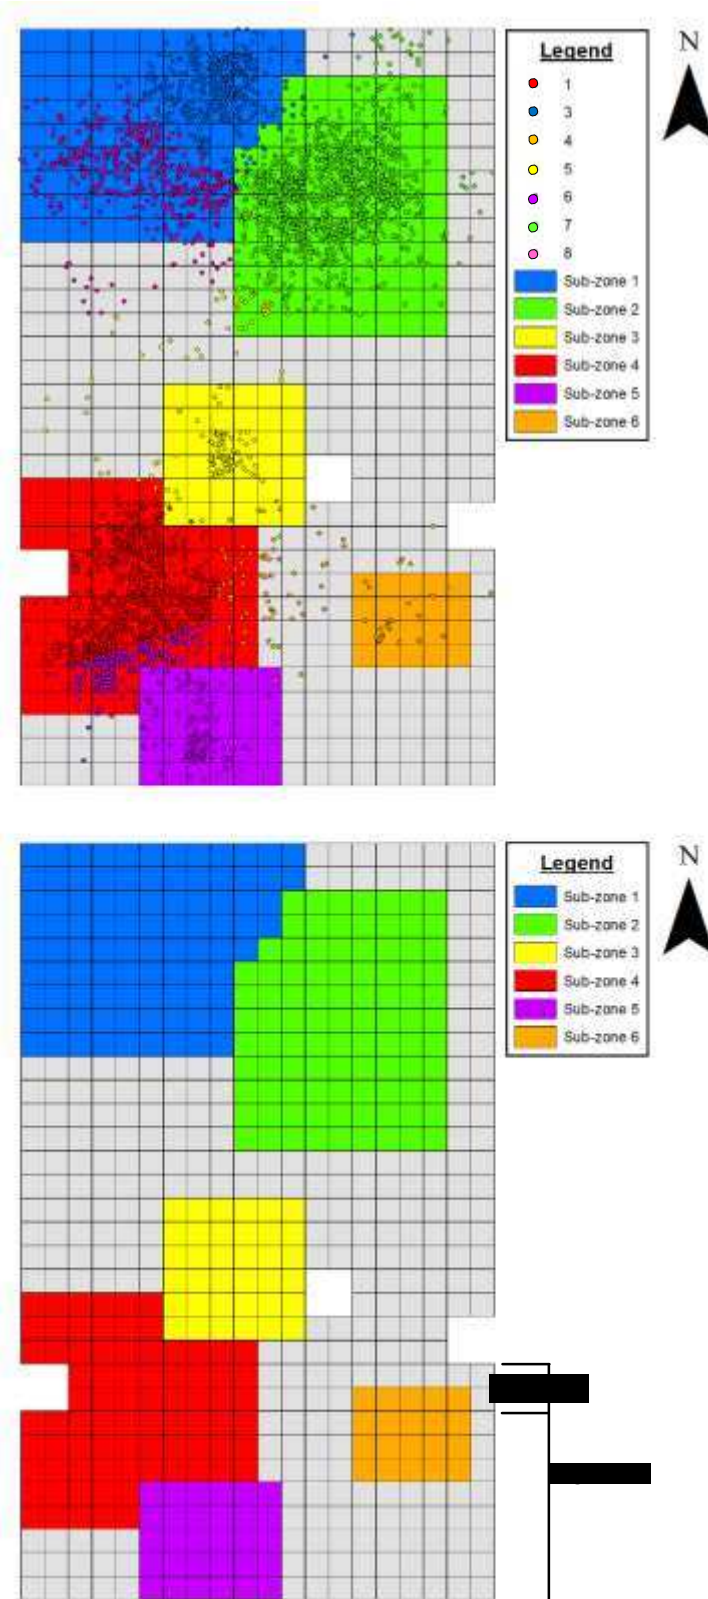 Legend
N
1
3
4
5
6
7
8
Sub-zone 1
Sub-zone 2
Sub-zone 3
Sub-zone 4
Sub-zone 5
Sub-zone 6
Legend
N
Sub-zone 1
Sub-zone 2
Sub-zone 3
Sub-zone 4
Sub-zone 5
Sub-zone 6